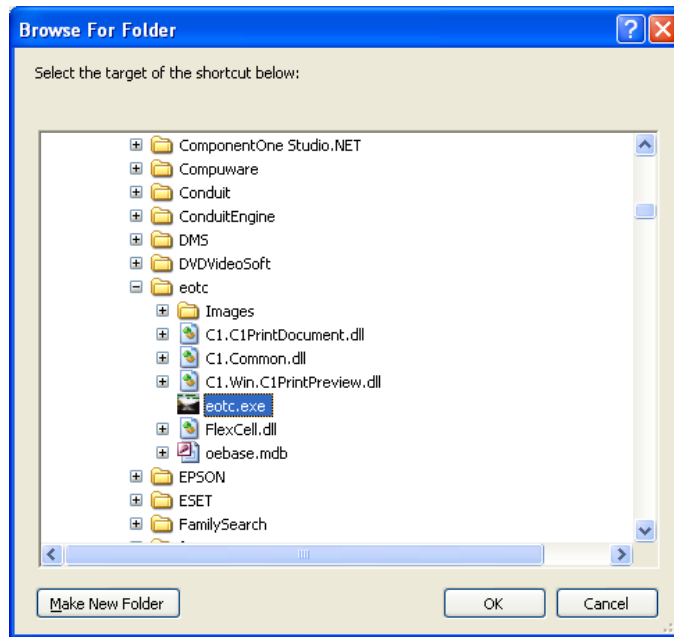 Browse For Folder
Select the target of the shortcut below:
ComponentOne Studio.NET
Compuware
Conduit
ConduitEngine
DMS
DVDVideoSoft
eotc
Images
C1.C1PrintDocument.dll
C1.Common.dll
C1.Win.C1PrintPreview.dll
eotc.exe
FlexCell.dll
oebase.mdb
EPSON
ESET
FamilySearch
Make New Folder OK Cancel